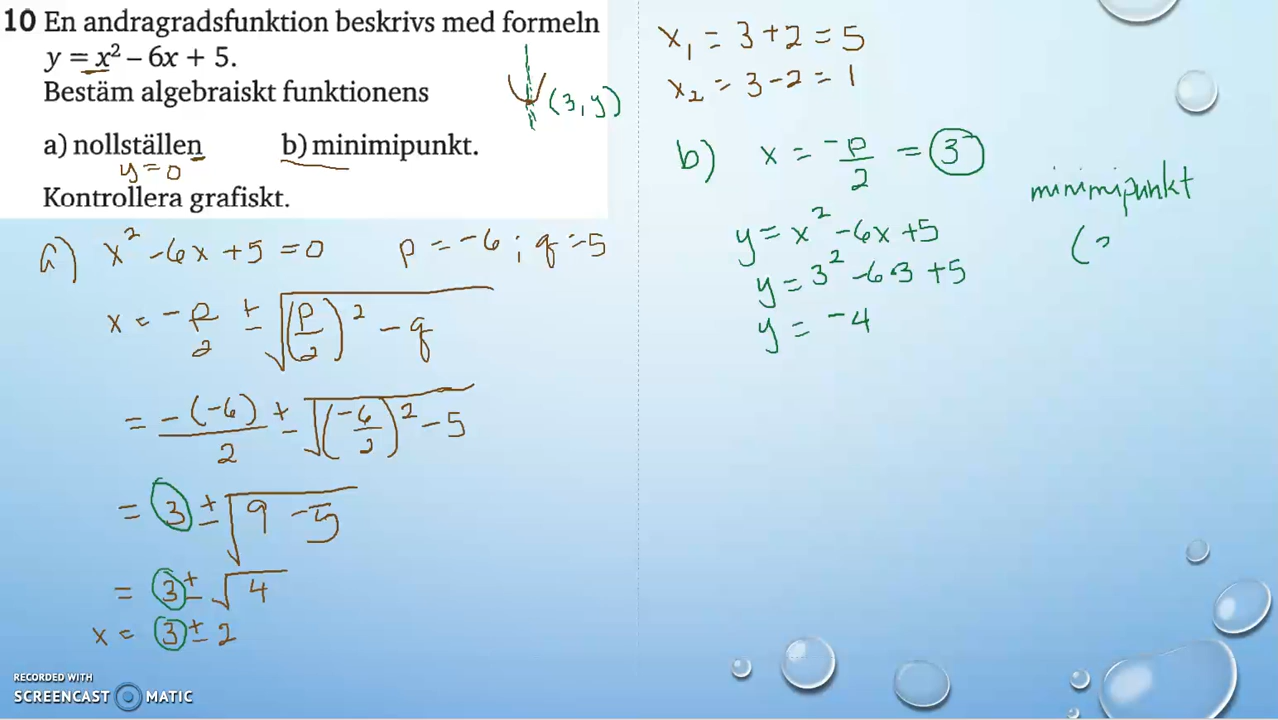 10 En andragradsfunktion beskrivs med formeln
y = x² – 6x + 5.
Bestäm algebraiskt funktionens
a) nollställen b) minimipunkt.
y = 0
Kontrollera grafiskt.
(3, y)
a) x² - 6x + 5 = 0 p = -6 ; q = 5
x = -p/2 ± √((p/2)² - q)
= -(-6)/2 ± √((-6/2)² - 5)
= 3 ± √(9 - 5)
= 3 ± √4
x = 3 ± 2
x₁ = 3 + 2 = 5
x₂ = 3 - 2 = 1
b) x = -p/2 = 3
y = x² - 6x + 5
y = 3² - 6·3 + 5
y = -4
minimipunkt
(
RECORDED WITH
SCREENCAST MATIC